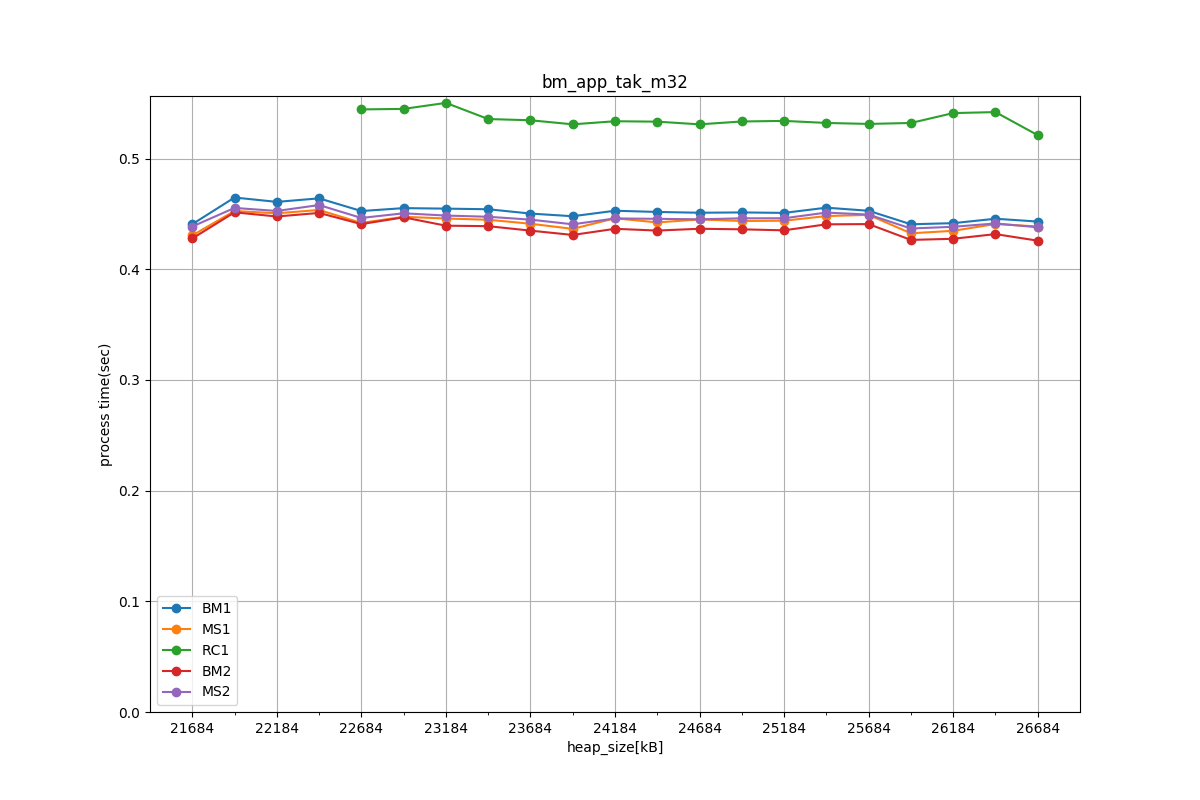 bm_app_tak_m32
process time(sec)
0.5
0.4
0.3
0.2
0.1
0.0
BM1
MS1
RC1
BM2
MS2
21684 22184 22684 23184 23684 24184 24684 25184 25684 26184 26684
heap_size[kB]